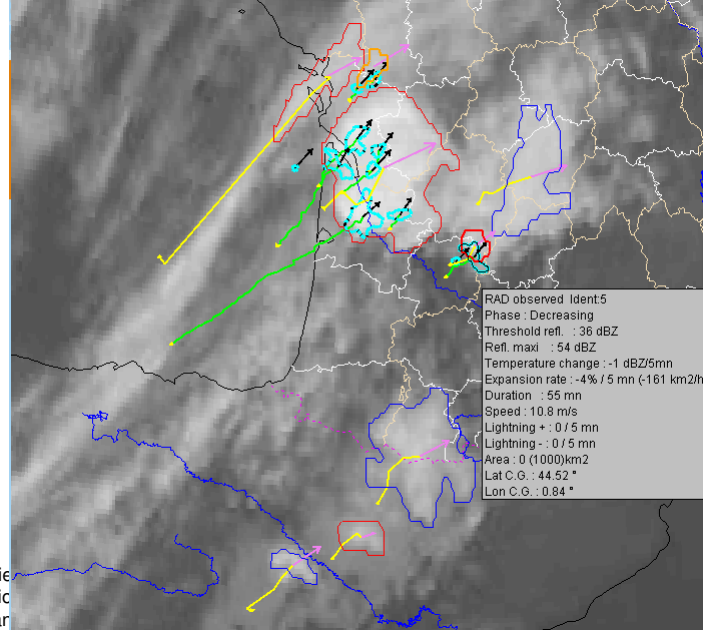 RAD observed Ident:5
Phase : Decreasing
Threshold refl. : 36 dBZ
Refl. maxi : 54 dBZ
Temperature change : -1 dBZ/5mn
Expansion rate : -4% / 5 mn (-161 km2/h
Duration : 55 mn
Speed : 10.8 m/s
Lightning + : 0 / 5 mn
Lightning - : 0 / 5 mn
Area : 0 (1000)km2
Lat C.G. : 44.52 °
Lon C.G. : 0.84 °